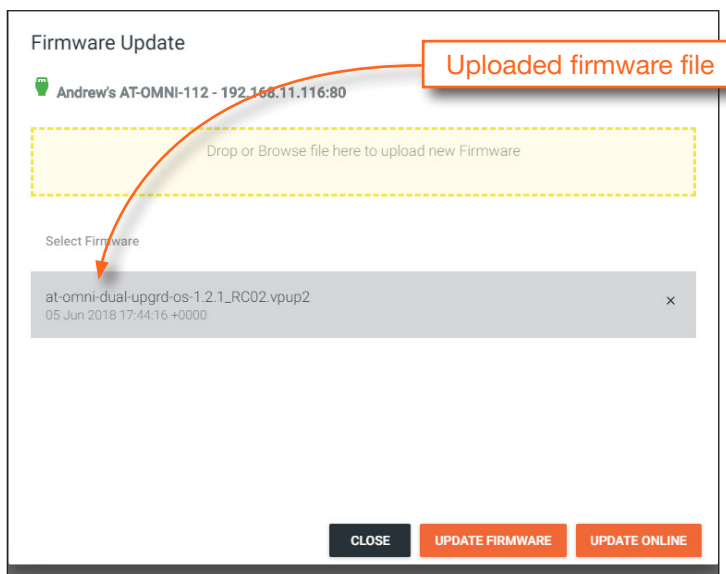 Firmware Update
Uploaded firmware file
Andrew's AT-OMNI-112 - 192.168.11.116:80
Drop or Browse file here to upload new Firmware
Select Firmware
at-omni-dual-upgrd-os-1.2.1_RC02.vpup2
05 Jun 2018 17:44:16 +0000
×
CLOSE
UPDATE FIRMWARE
UPDATE ONLINE